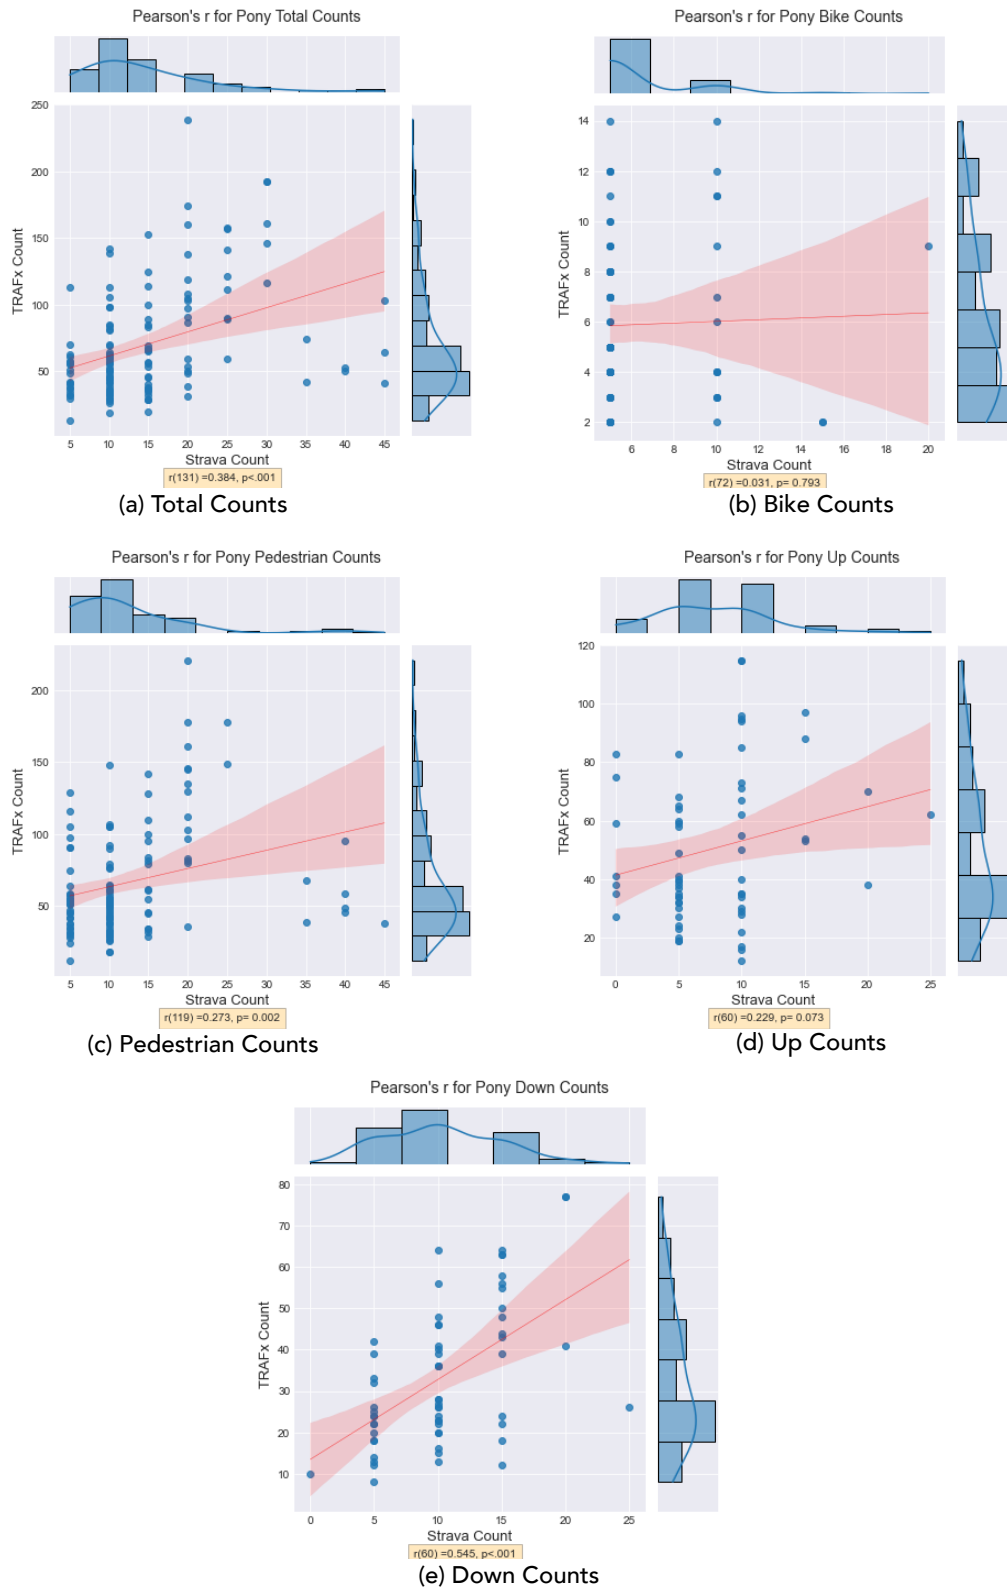 Pearson's r for Pony Total Counts
250
200
150
100
50
TRAFx Count
5 10 15 20 25 30 35 40 45
Strava Count
r(131) =0.384, p<.001
(a) Total Counts
Pearson's r for Pony Bike Counts
14
12
10
8
6
4
2
TRAFx Count
6 8 10 12 14 16 18 20
Strava Count
r(72) =0.031, p= 0.793
(b) Bike Counts
Pearson's r for Pony Pedestrian Counts
200
150
100
50
TRAFx Count
5 10 15 20 25 30 35 40 45
Strava Count
r(119) =0.273, p= 0.002
(c) Pedestrian Counts
Pearson's r for Pony Up Counts
120
100
80
60
40
20
TRAFx Count
0 5 10 15 20 25
Strava Count
r(60) =0.229, p= 0.073
(d) Up Counts
Pearson's r for Pony Down Counts
80
70
60
50
40
30
20
10
TRAFx Count
0 5 10 15 20 25
Strava Count
r(60) =0.545, p<.001
(e) Down Counts